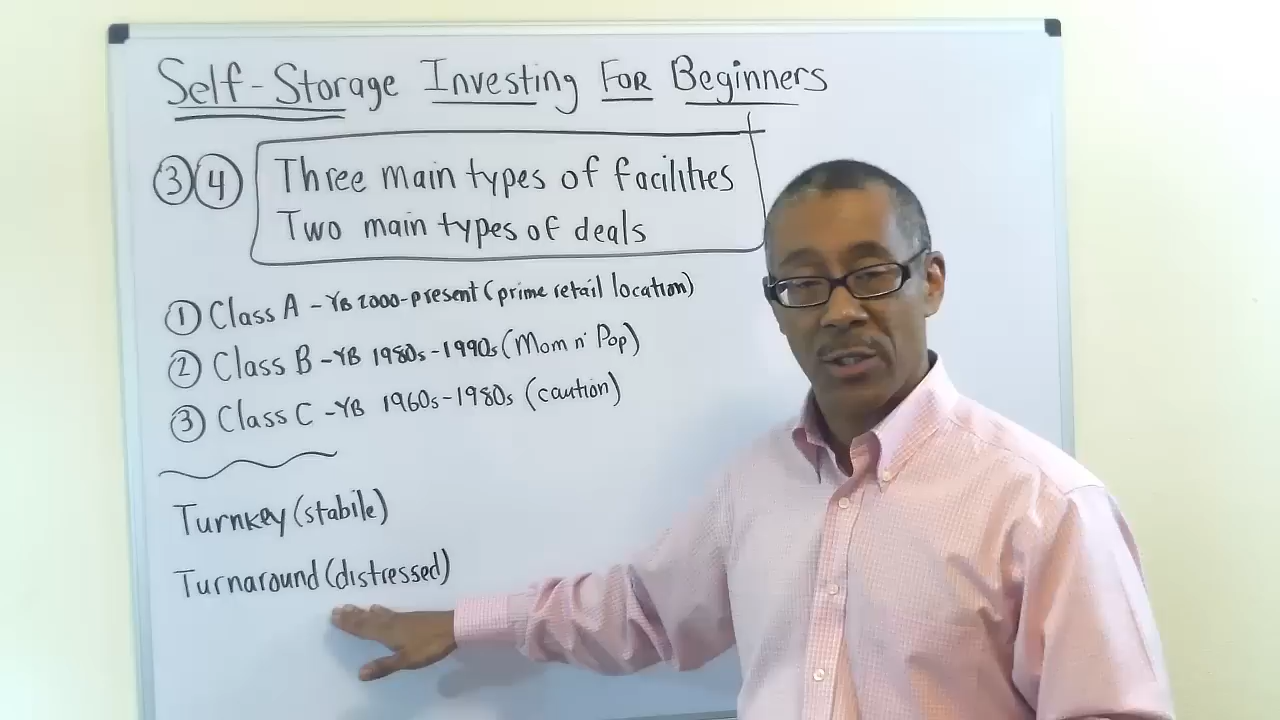 Self-Storage Investing FOR Beginners
③④ Three main types of facilities
Two main types of deals
① Class A - YB 2000-present (prime retail location)
② Class B - YB 1980s-1990s (Mom n' Pop)
③ Class C - YB 1960s-1980s (caution)
Turnkey (stabile)
Turnaround (distressed)